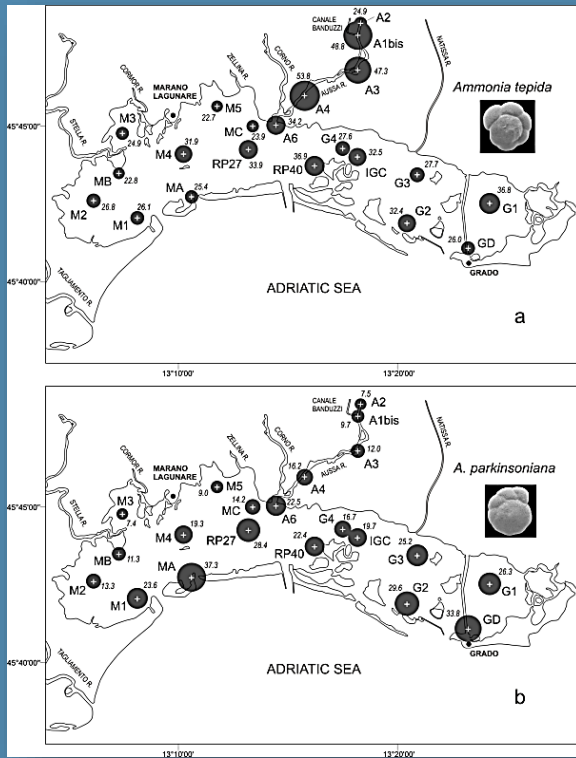 24.9 A2
CANALE BANDUZZI
48.8 A1bis
47.3 A3
NATISSA R.
ZELLINA R.
CORNO R.
CORMOR R.
MARANO LAGUNARE
53.8 A4
AUSSA R.
Ammonia tepida
STELLA R.
M3 24.9
M5 22.7
MC 23.9
34.2 A6
45°45'00"
M4 31.9
RP27 33.9
G4 27.6
32.5 IGC
RP40 36.9
G3 27.7
MB 22.8
MA 25.4
M2 26.8
M1 26.1
G2 32.4
36.8 G1
26.0 GD
GRADO
TAGLIAMENTO R.
45°40'00"
ADRIATIC SEA
a
13°10'00" 13°20'00"
7.5 A2
CANALE BANDUZZI
9.7 A1bis
12.0 A3
NATISSA R.
ZELLINA R.
CORNO R.
CORMOR R.
MARANO LAGUNARE
16.2 A4
AUSSA R.
A. parkinsoniana
STELLA R.
M3 7.4
M5 9.0
MC 14.2
22.5 A6
45°45'00"
M4 19.3
RP27 28.4
G4 16.7
19.7 IGC
RP40 22.4
G3 25.2
MB 11.3
MA 37.3
M2 13.3
M1 23.6
G2 29.6
26.3 G1
33.8 GD
GRADO
TAGLIAMENTO R.
45°40'00"
ADRIATIC SEA
b
13°10'00" 13°20'00"